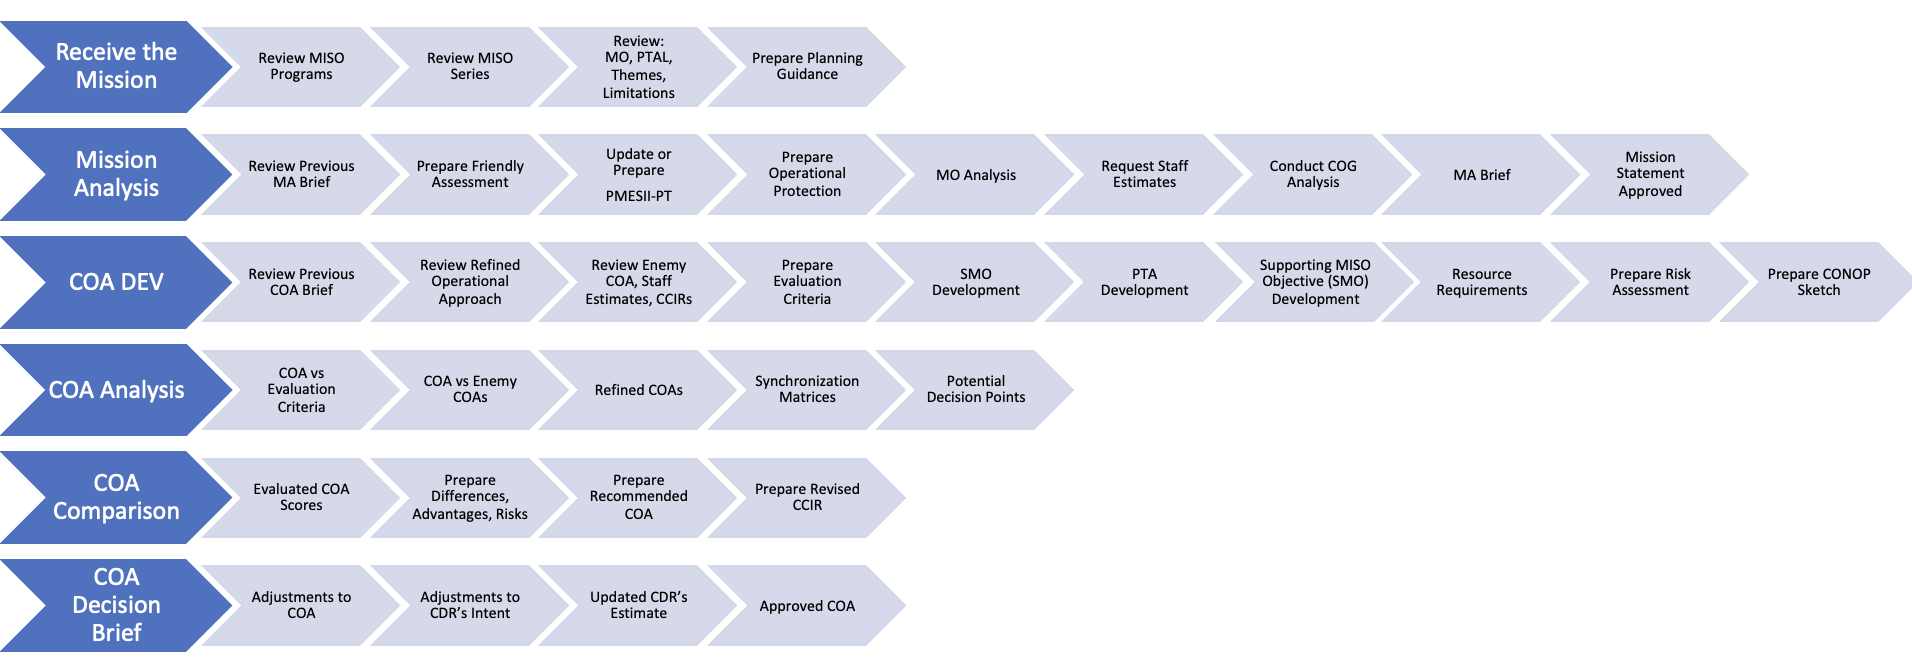 Receive the
Mission
Review MISO
Programs
Review MISO
Series
Review:
MO, PTAL,
Themes,
Limitations
Prepare Planning
Guidance
Mission
Analysis
Review Previous
MA Brief
Prepare Friendly
Assessment
Update or
Prepare
PMESII-PT
Prepare
Operational
Protection
MO Analysis
Request Staff
Estimates
Conduct COG
Analysis
MA Brief
Mission
Statement
Approved
COA DEV
Review Previous
COA Brief
Review Refined
Operational
Approach
Review Enemy
COA, Staff
Estimates, CCIRs
Prepare
Evaluation
Criteria
SMO
Development
PTA
Development
Supporting MISO
Objective (SMO)
Development
Resource
Requirements
Prepare Risk
Assessment
Prepare CONOP
Sketch
COA Analysis
COA vs
Evaluation
Criteria
COA vs Enemy
COAs
Refined COAs
Synchronization
Matrices
Potential
Decision Points
COA
Comparison
Evaluated COA
Scores
Prepare
Differences,
Advantages, Risks
Prepare
Recommended
COA
Prepare Revised
CCIR
COA
Decision
Brief
Adjustments to
COA
Adjustments to
CDR’s Intent
Updated CDR’s
Estimate
Approved COA